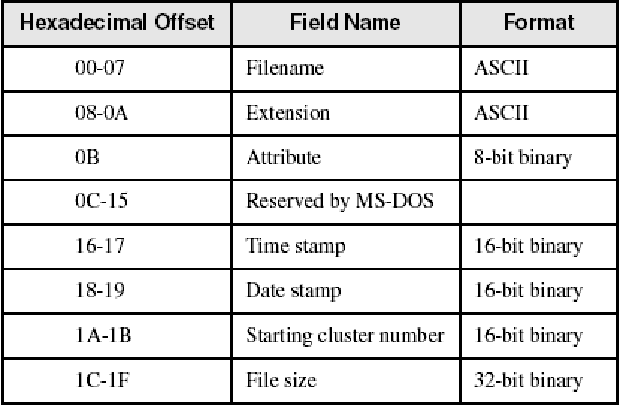 Hexadecimal Offset Field Name Format
00-07 Filename ASCII
08-0A Extension ASCII
0B Attribute 8-bit binary
0C-15 Reserved by MS-DOS
16-17 Time stamp 16-bit binary
18-19 Date stamp 16-bit binary
1A-1B Starting cluster number 16-bit binary
1C-1F File size 32-bit binary